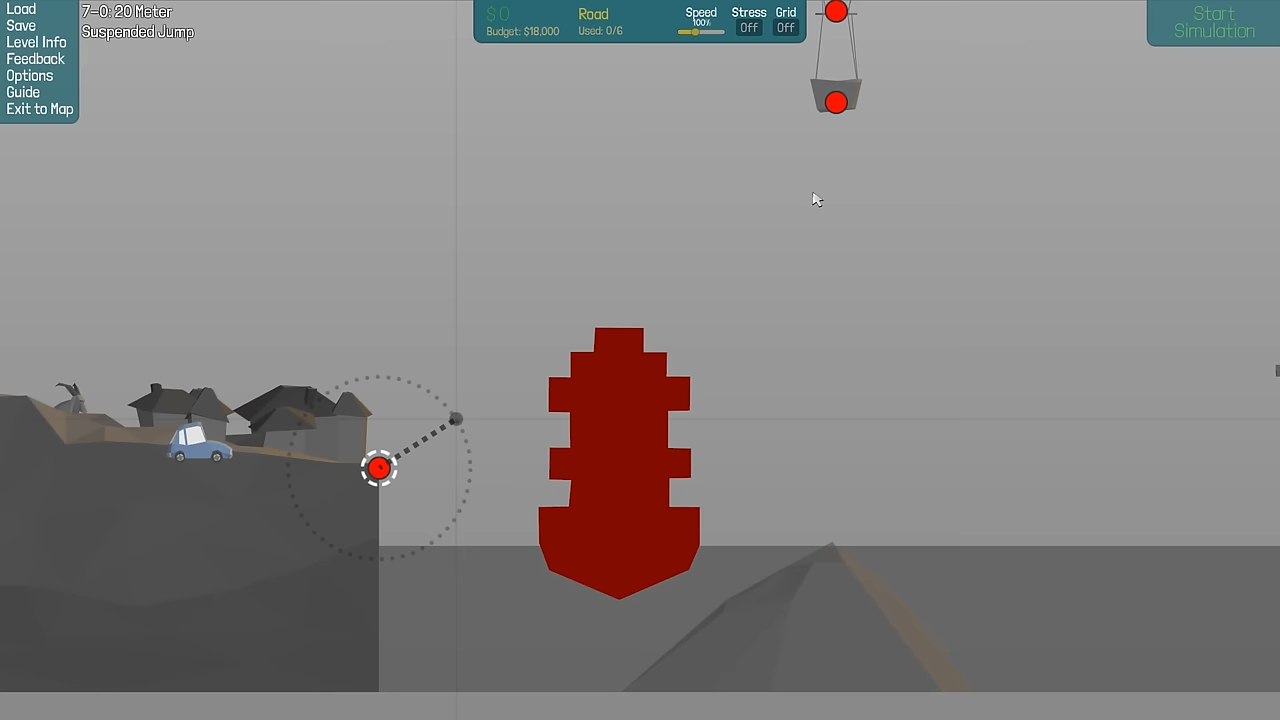 Load
Save
Level Info
Feedback
Options
Guide
Exit to Map
7-0: 20 Meter
Suspended Jump
$0
Budget: $18,000
Road
Used: 0/6
Speed
100%
Stress
Off
Grid
Off
Start
Simulation